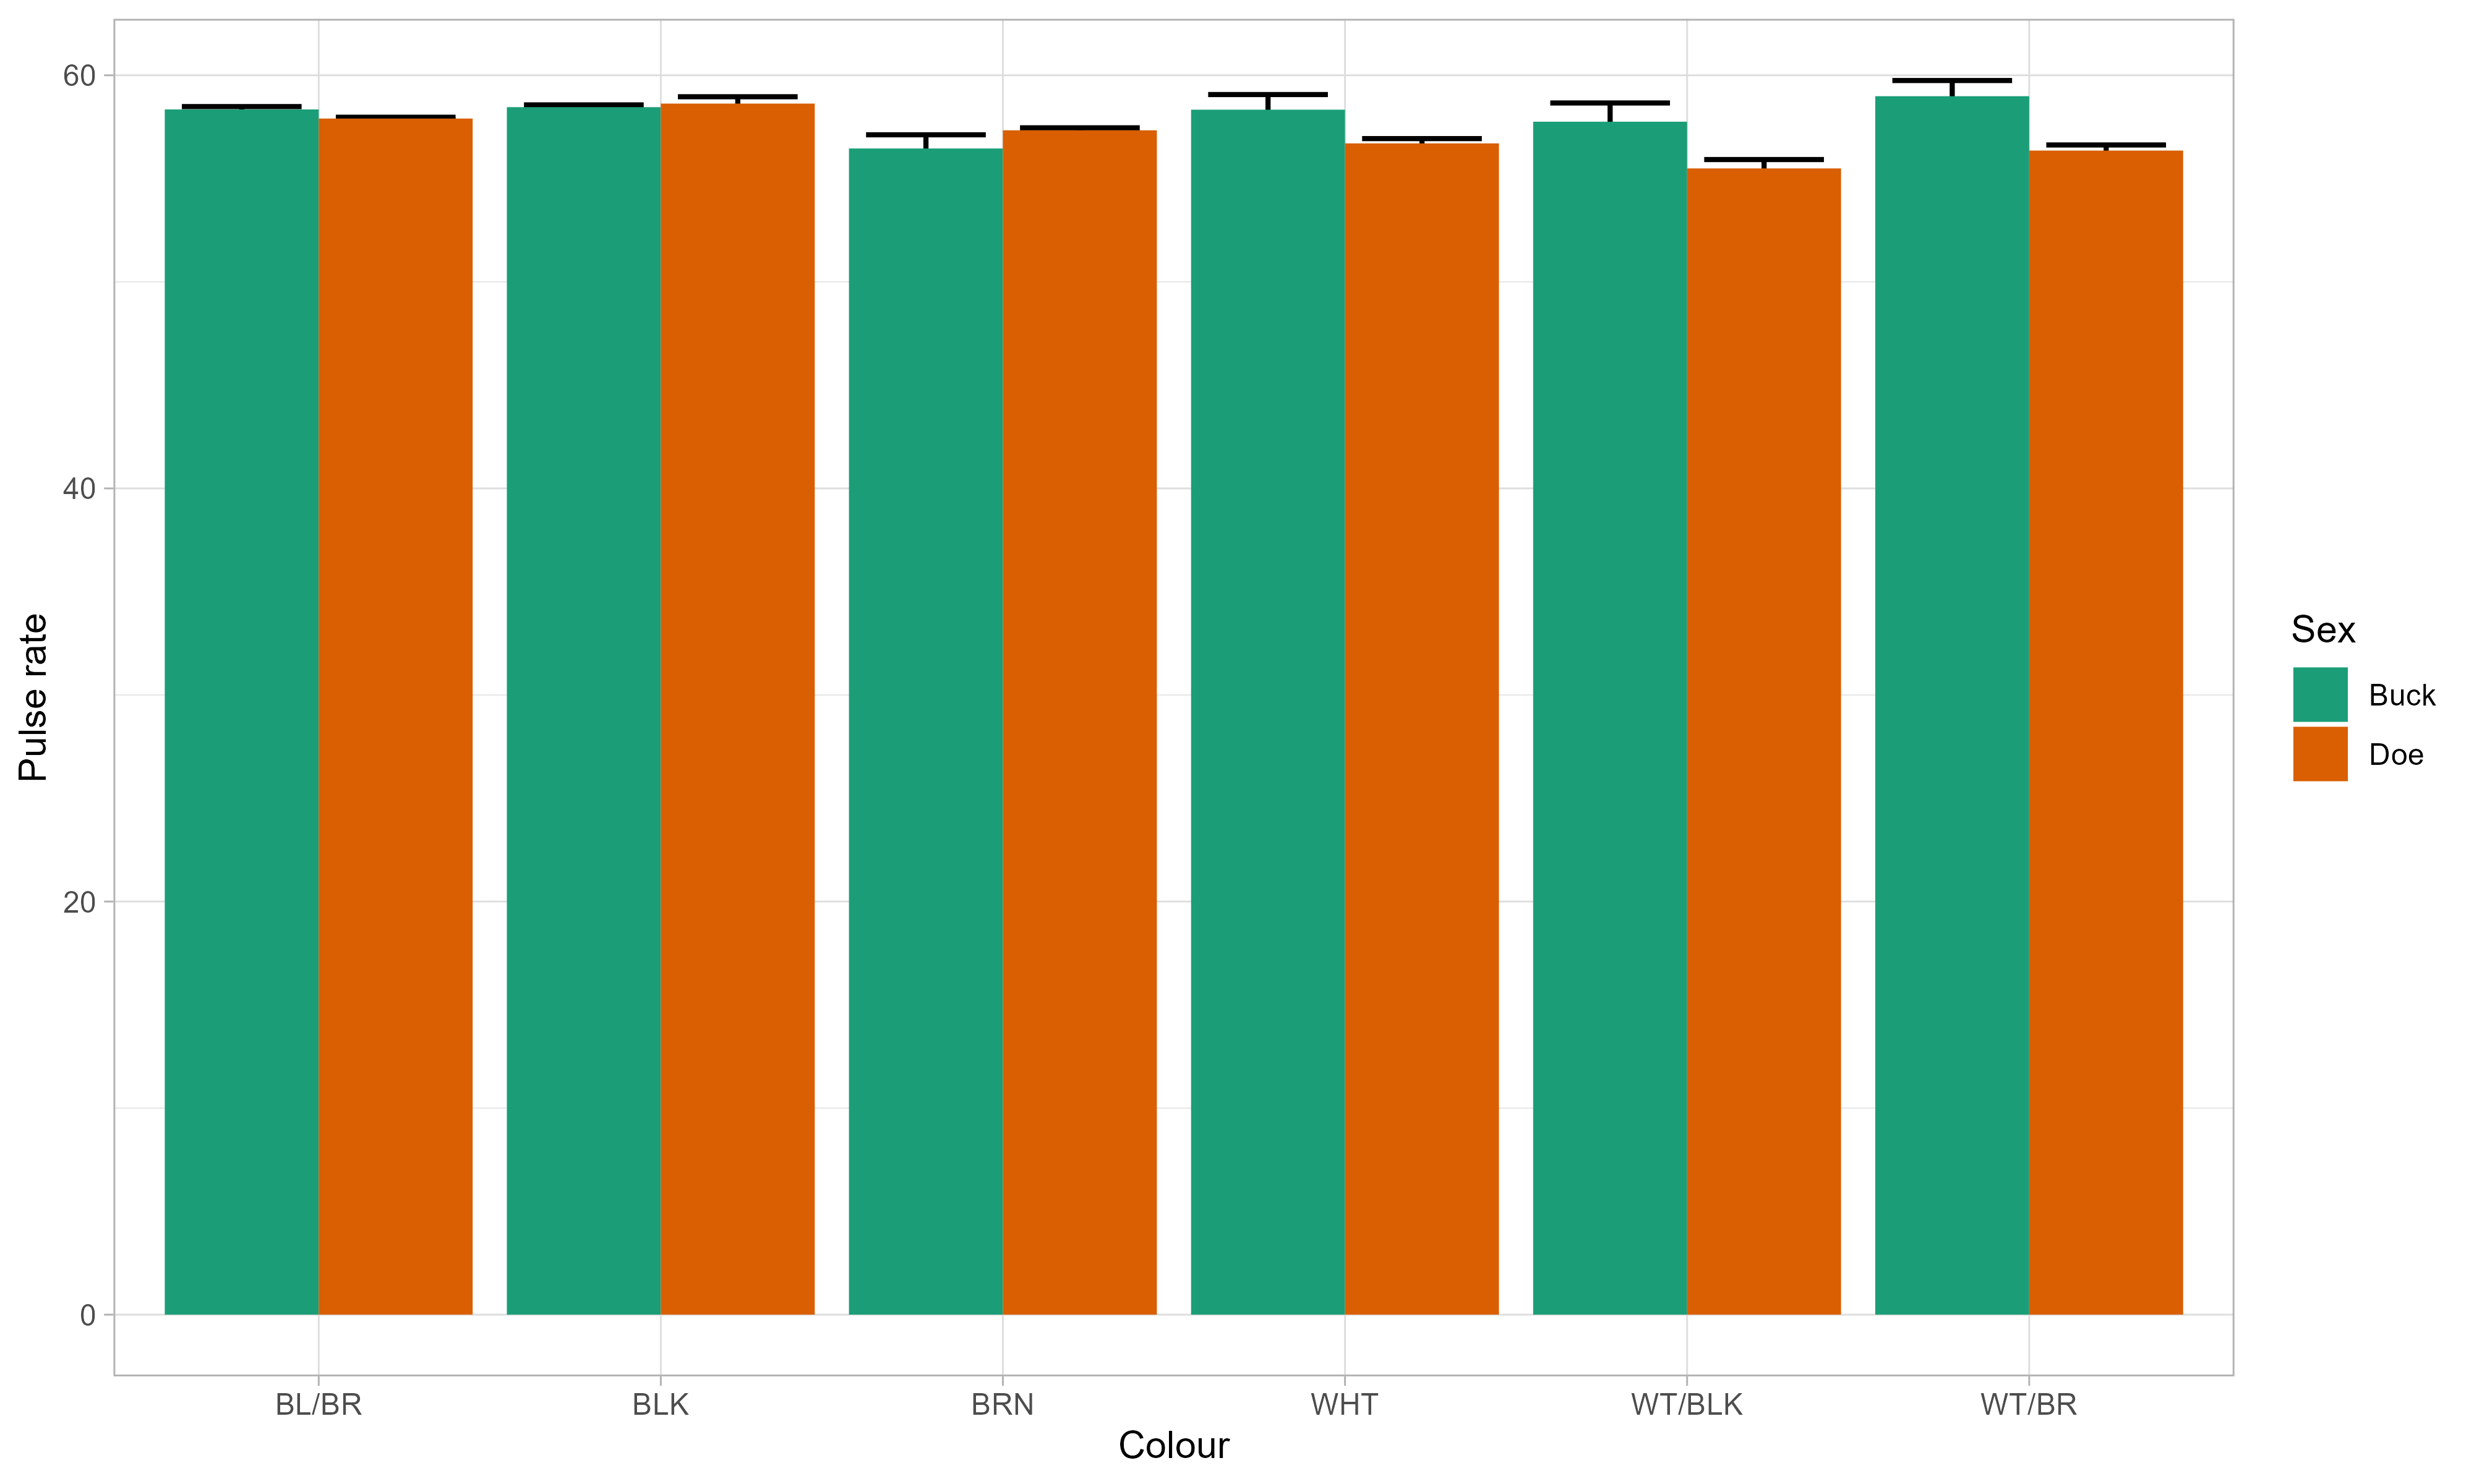 60
40
20
0
Pulse rate
BL/BR
BLK
BRN
WHT
WT/BLK
WT/BR
Colour
Sex
Buck
Doe